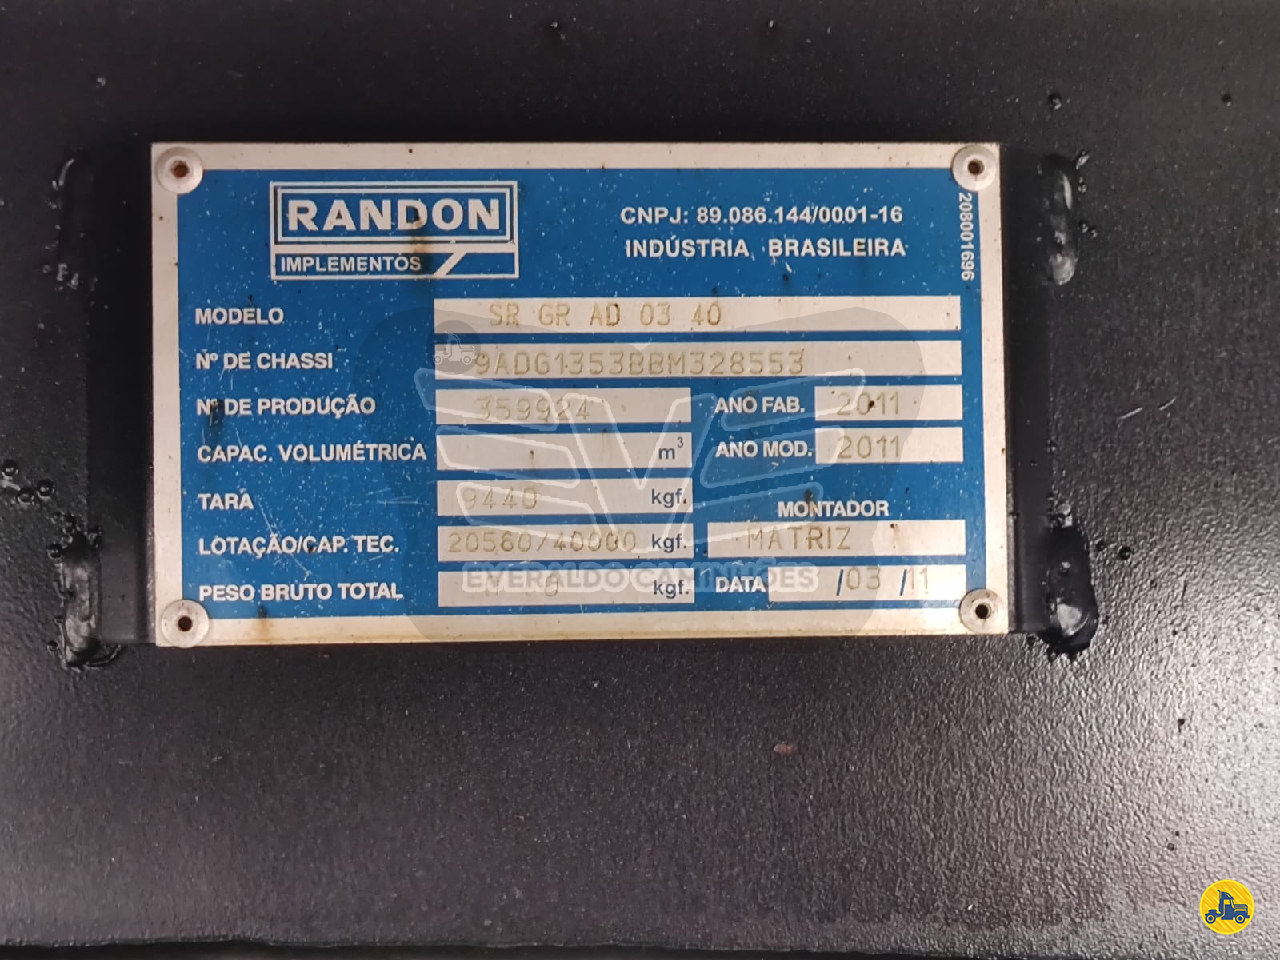 RANDON
IMPLEMENTOS
CNPJ: 89.086.144/0001-16
INDÚSTRIA BRASILEIRA
208001696
MODELO SR GR AD 03 40
Nº DE CHASSI 9ADG1353BBM328553
Nº DE PRODUÇÃO 359924 ANO FAB. 2011
CAPAC. VOLUMÉTRICA m³ ANO MOD. 2011
TARA 9440 kgf.
MONTADOR
LOTAÇÃO/CAP. TEC. 20560/40000 kgf. MATRIZ
PESO BRUTO TOTAL kgf. DATA /03 /11
EVERALDO CAMINHÕES